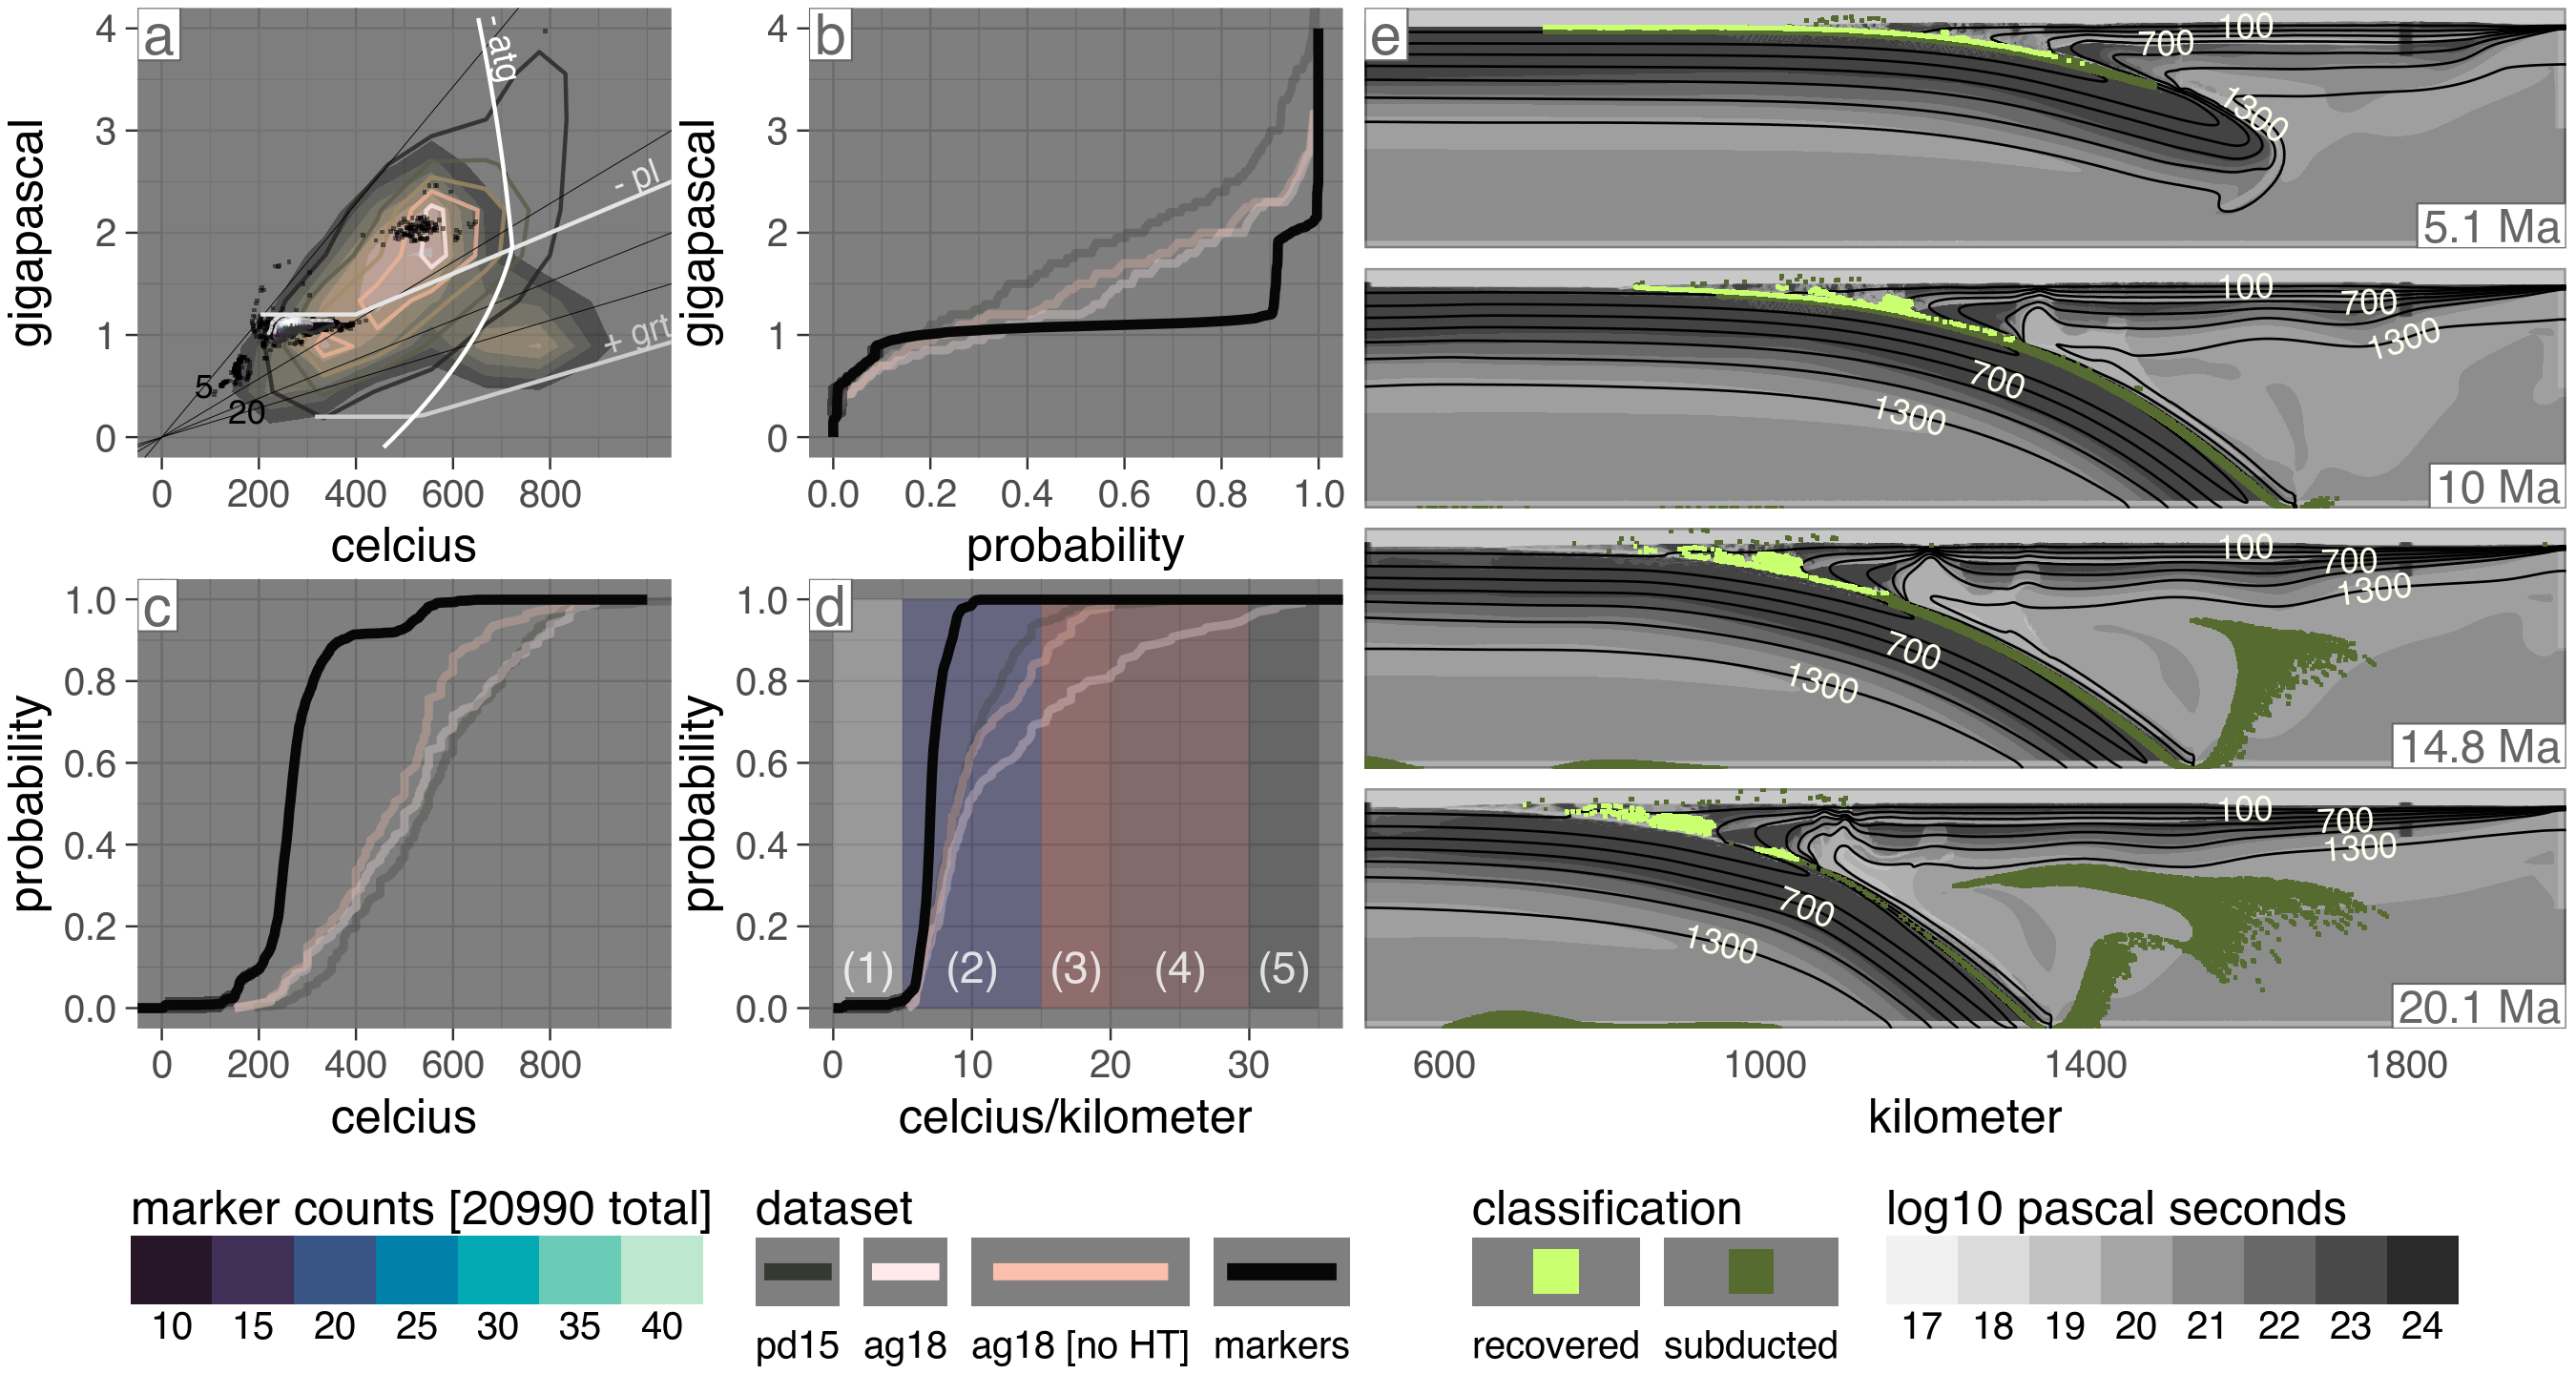 a
4
3
2
1
0
gigapascal
- atg
- pl
+ grt
5
20
0 200 400 600 800
celcius
b
4
3
2
1
0
gigapascal
0.0 0.2 0.4 0.6 0.8 1.0
probability
c
1.0
0.8
0.6
0.4
0.2
0.0
probability
0 200 400 600 800
celcius
d
1.0
0.8
0.6
0.4
0.2
0.0
probability
(1) (2) (3) (4) (5)
0 10 20 30
celcius/kilometer
e
100
700
1300
5.1 Ma
100
700
1300
700
1300
10 Ma
100
700
1300
700
1300
14.8 Ma
100
700
1300
700
1300
20.1 Ma
600 1000 1400 1800
kilometer
marker counts [20990 total]
10 15 20 25 30 35 40
dataset
pd15 ag18 ag18 [no HT] markers
classification
recovered subducted
log10 pascal seconds
17 18 19 20 21 22 23 24